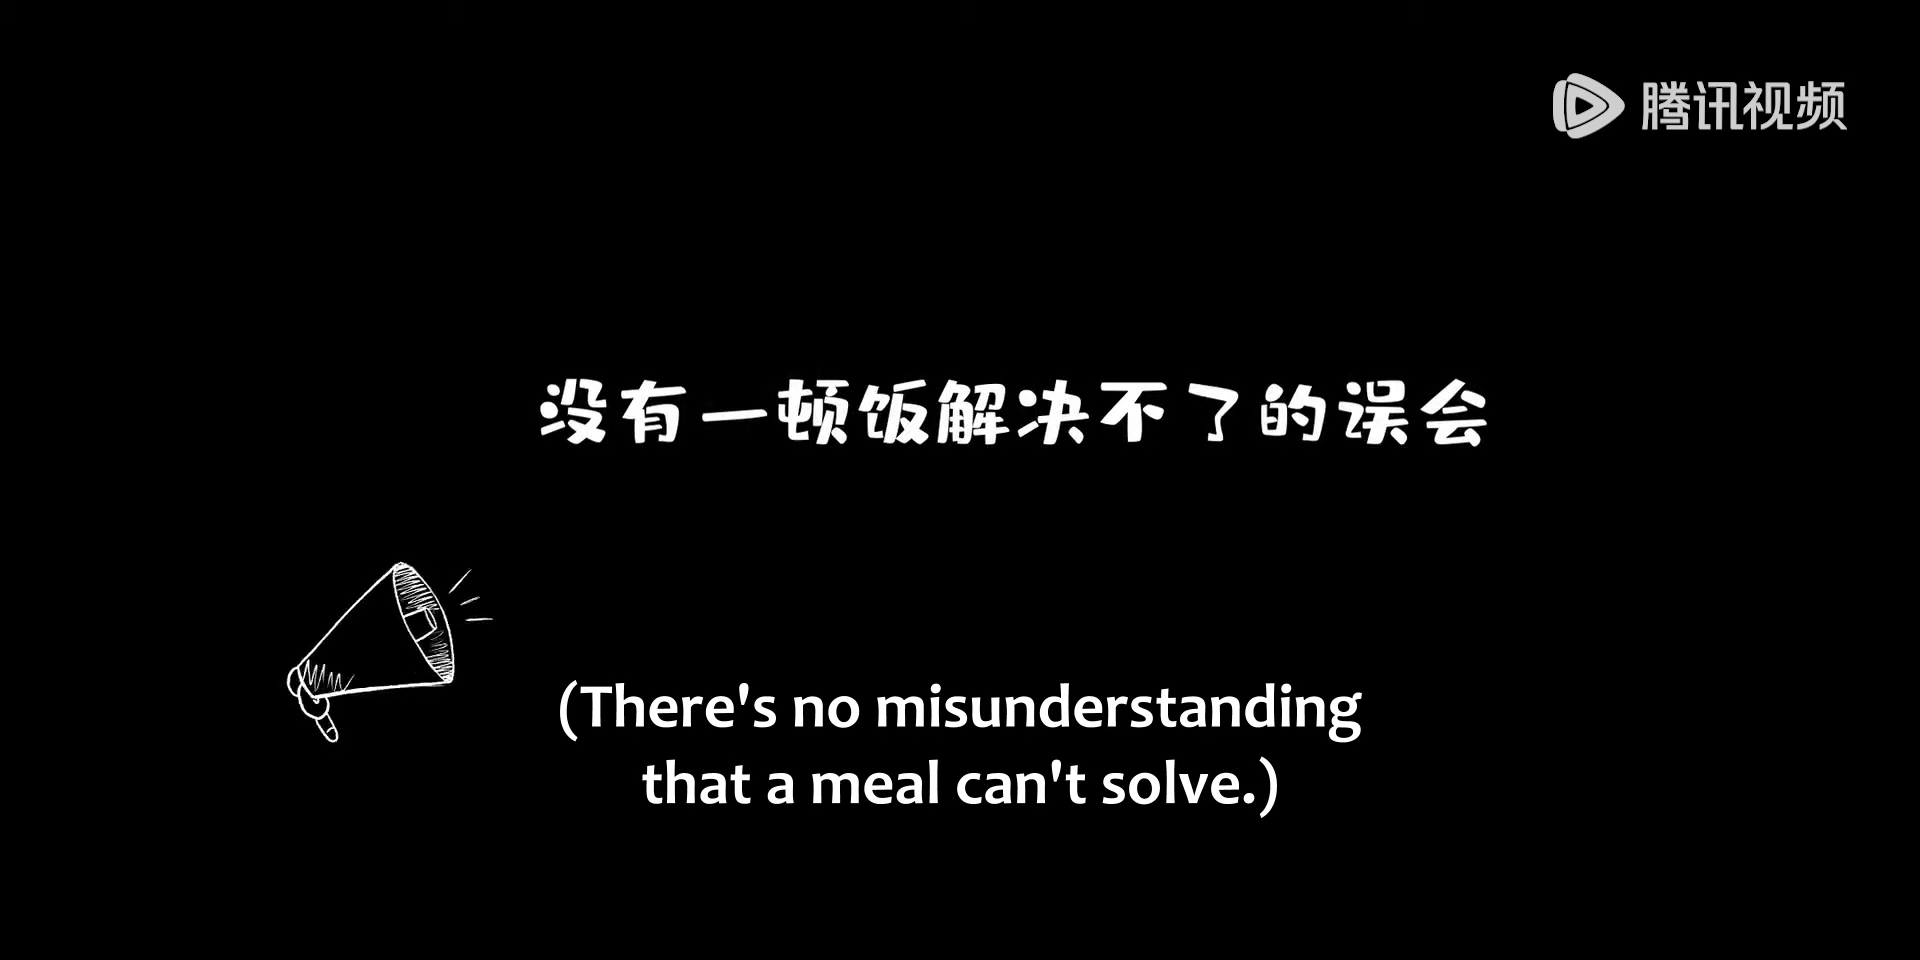 腾讯视频
没有一顿饭解决不了的误会
(There's no misunderstanding
that a meal can't solve.)